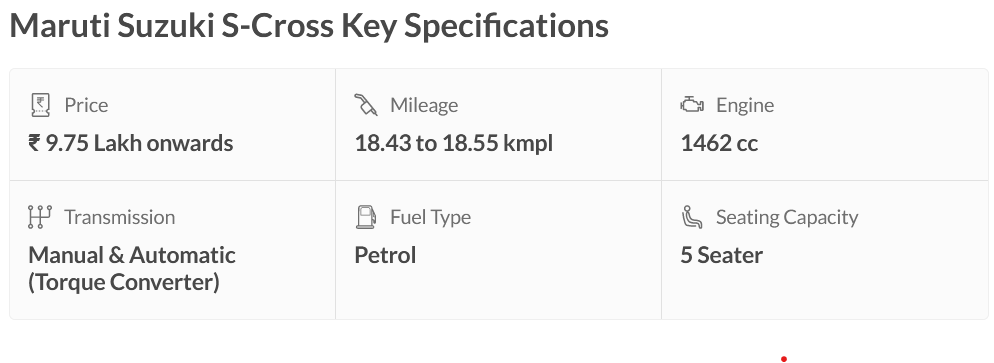 Maruti Suzuki S-Cross Key Specifications
Price
₹ 9.75 Lakh onwards
Mileage
18.43 to 18.55 kmpl
Engine
1462 cc
Transmission
Manual & Automatic
(Torque Converter)
Fuel Type
Petrol
Seating Capacity
5 Seater